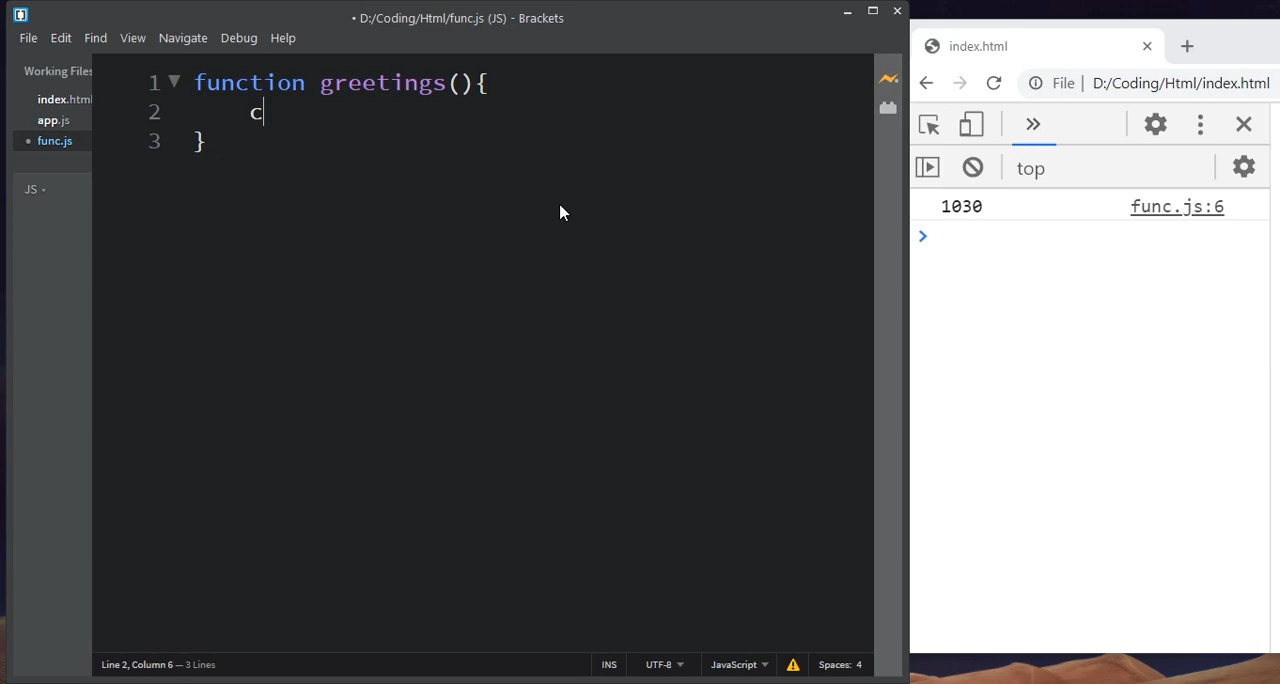 • D:/Coding/Html/func.js (JS) - Brackets
File Edit Find View Navigate Debug Help
Working Files
index.html
app.js
• func.js
JS
1 function greetings(){
2 c
3 }
Line 2, Column 6 — 3 Lines
INS UTF-8 JavaScript Spaces: 4
index.html
File D:/Coding/Html/index.html
top
1030 func.js:6